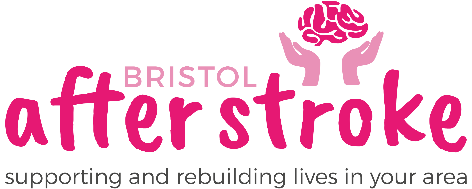 BRISTOL
after stroke
supporting and rebuilding lives in your area